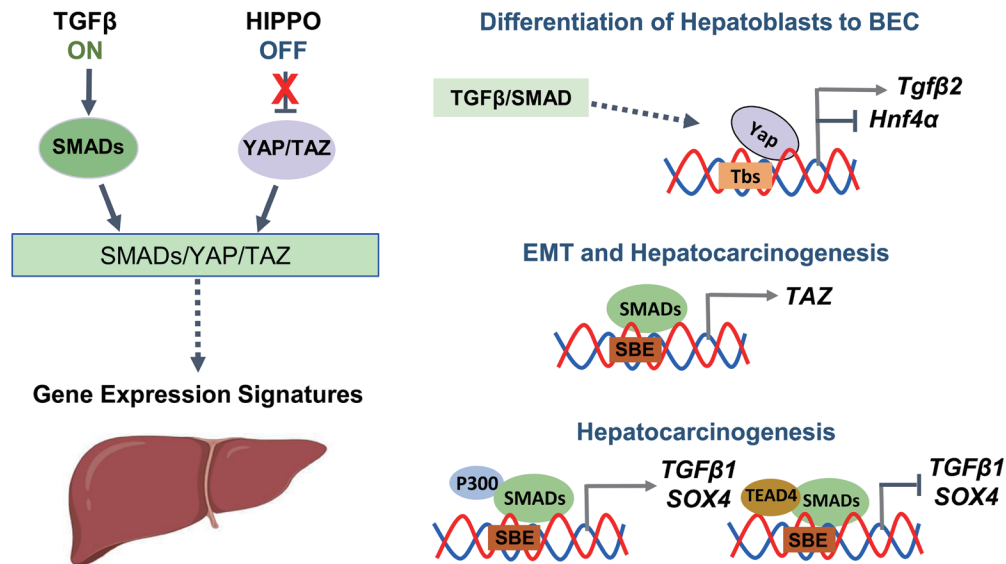 TGFβ
ON
HIPPO
OFF
X
SMADs
YAP/TAZ
SMADs/YAP/TAZ
Gene Expression Signatures
Differentiation of Hepatoblasts to BEC
TGFβ/SMAD
Yap
Tbs
Tgfβ2
Hnf4α
EMT and Hepatocarcinogenesis
SMADs
SBE
TAZ
Hepatocarcinogenesis
P300
SMADs
SBE
TGFβ1
SOX4
TEAD4
SMADs
SBE
TGFβ1
SOX4